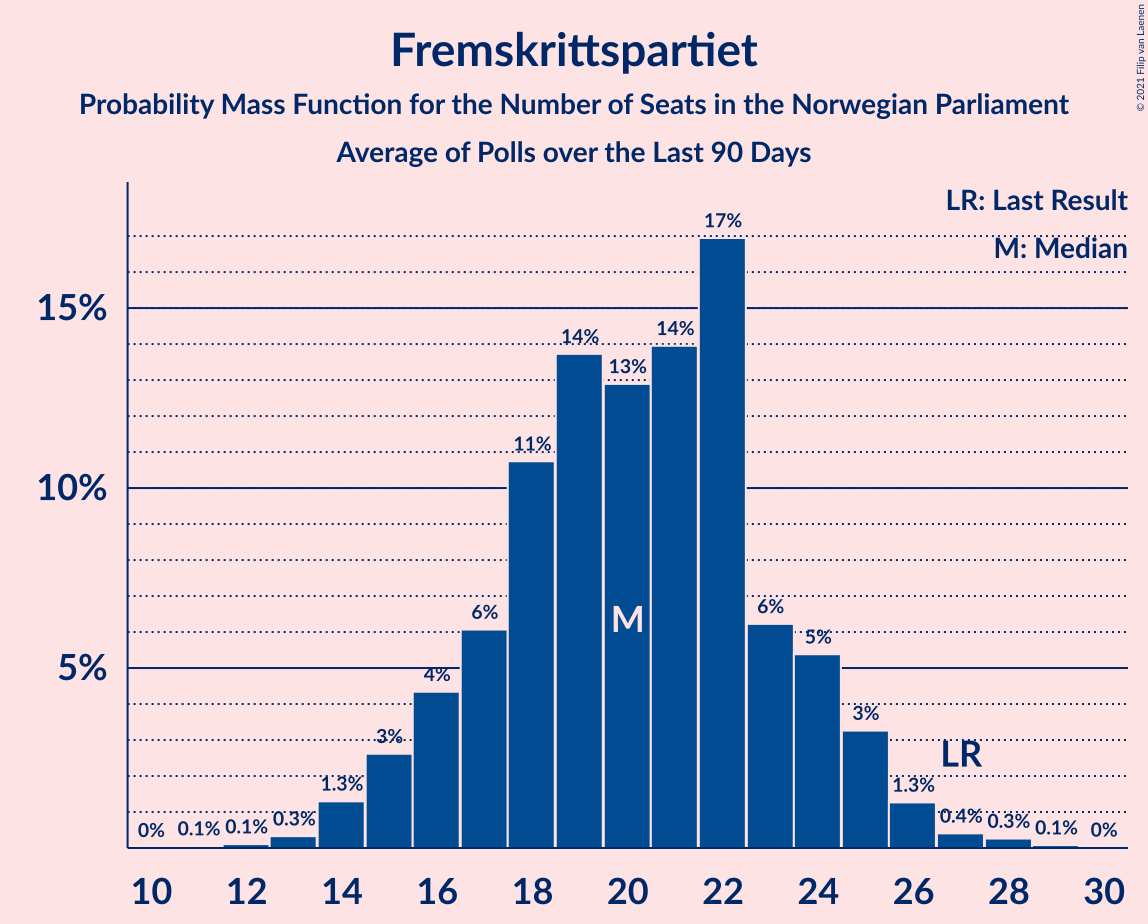 Fremskrittspartiet
Probability Mass Function for the Number of Seats in the Norwegian Parliament
Average of Polls over the Last 90 Days
© 2021 Filip van Laenen
LR: Last Result
M: Median
15%
10%
5%
0%
0.1%
0.1%
0.3%
1.3%
3%
4%
6%
11%
14%
13%
14%
17%
6%
5%
3%
1.3%
0.4%
0.3%
0.1%
0%
M
LR
10 12 14 16 18 20 22 24 26 28 30